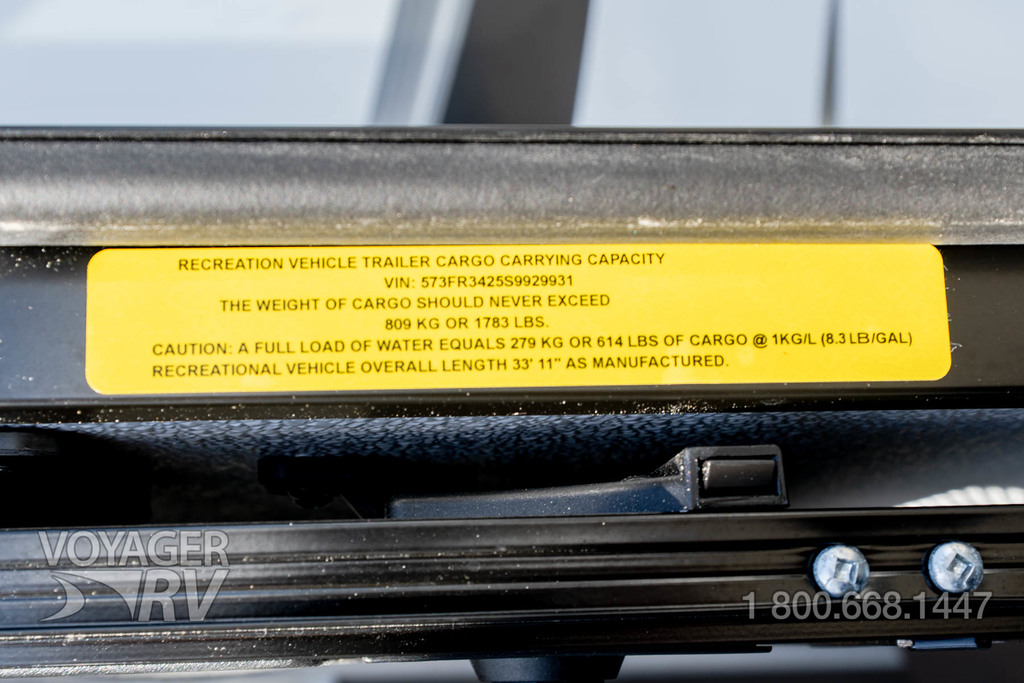 RECREATION VEHICLE TRAILER CARGO CARRYING CAPACITY
VIN: 573FR3425S9929931
THE WEIGHT OF CARGO SHOULD NEVER EXCEED
809 KG OR 1783 LBS.
CAUTION: A FULL LOAD OF WATER EQUALS 279 KG OR 614 LBS OF CARGO @ 1KG/L (8.3 LB/GAL)
RECREATIONAL VEHICLE OVERALL LENGTH 33' 11" AS MANUFACTURED.
VOYAGER
RV
1 800.668.1447